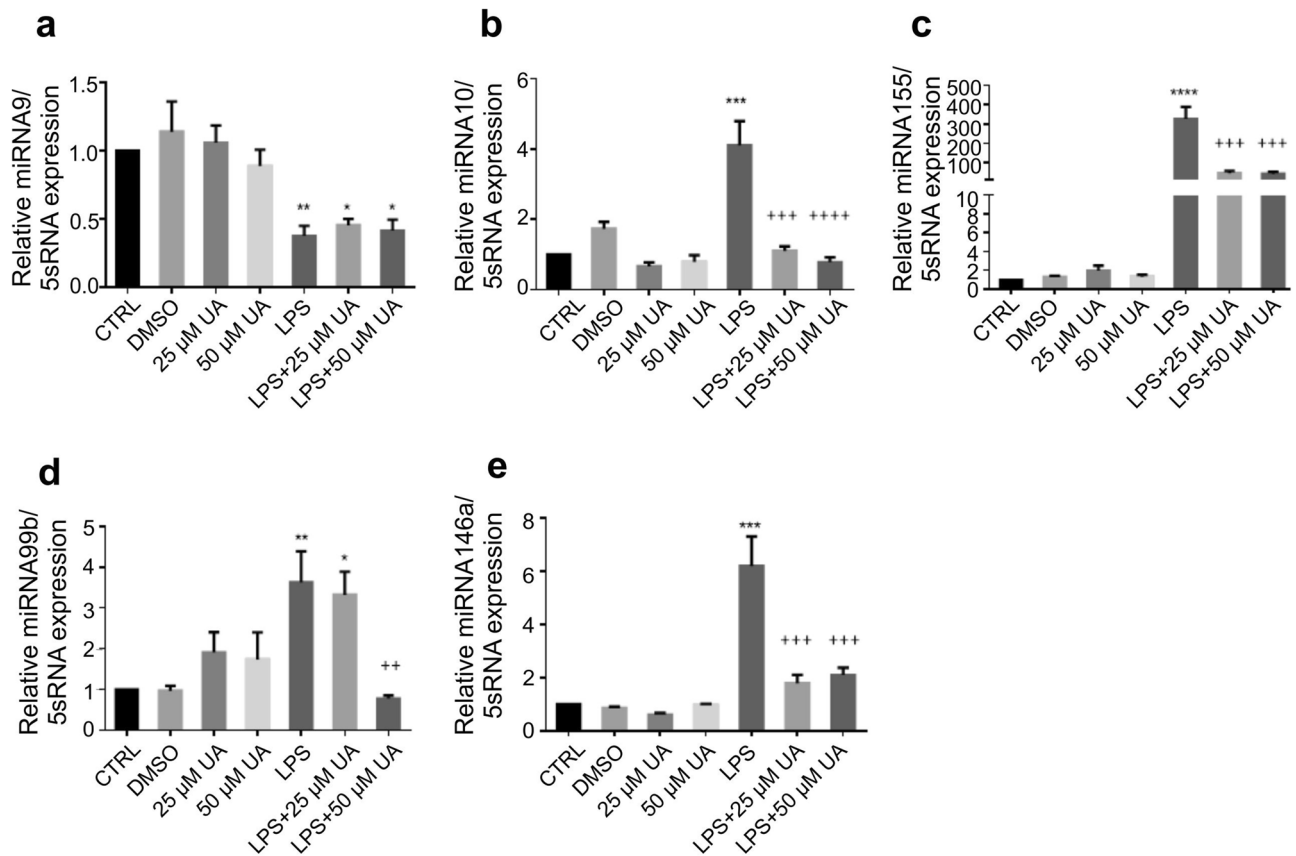 a
Relative miRNA9/
5sRNA expression
1.5
1.0
0.5
0.0
**
*
*
CTRL
DMSO
25 µM UA
50 µM UA
LPS
LPS+25 µM UA
LPS+50 µM UA
b
Relative miRNA10/
5sRNA expression
6
4
2
0
***
+++
++++
CTRL
DMSO
25 µM UA
50 µM UA
LPS
LPS+25 µM UA
LPS+50 µM UA
c
Relative miRNA155/
5sRNA expression
500
400
300
200
100
10
8
6
4
2
0
****
+++
+++
CTRL
DMSO
25 µM UA
50 µM UA
LPS
LPS+25 µM UA
LPS+50 µM UA
d
Relative miRNA99b/
5sRNA expression
5
4
3
2
1
0
**
*
++
CTRL
DMSO
25 µM UA
50 µM UA
LPS
LPS+25 µM UA
LPS+50 µM UA
e
Relative miRNA146a/
5sRNA expression
8
6
4
2
0
***
+++
+++
CTRL
DMSO
25 µM UA
50 µM UA
LPS
LPS+25 µM UA
LPS+50 µM UA